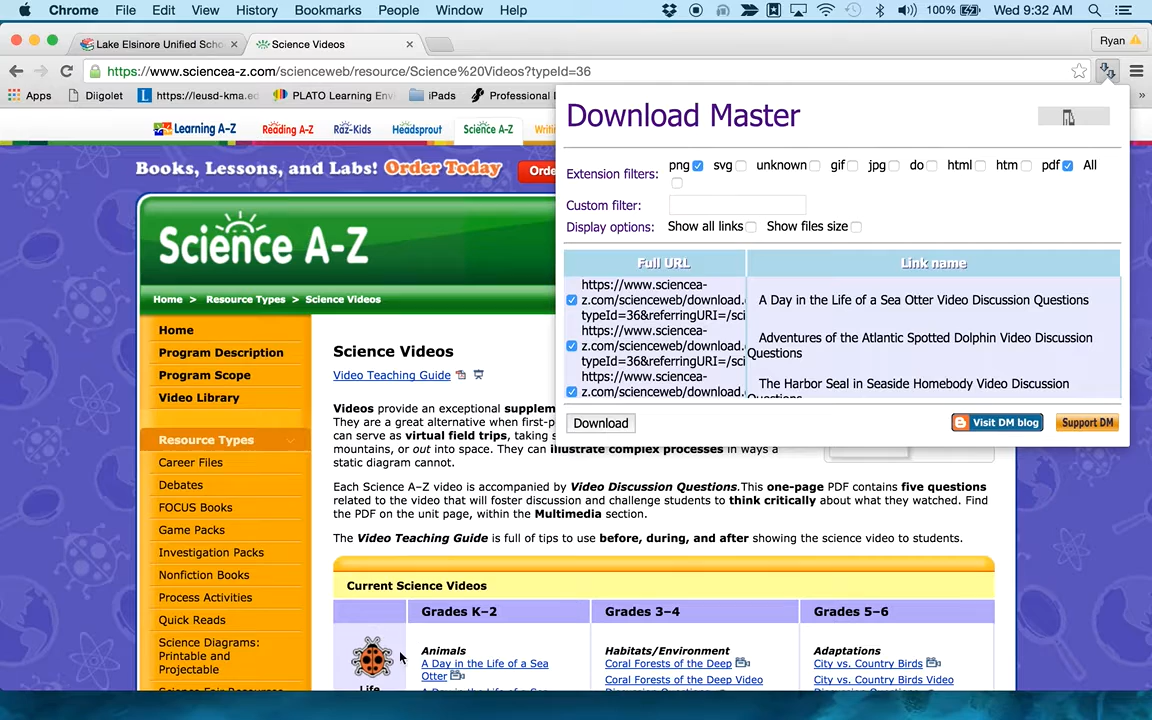 Chrome File Edit View History Bookmarks People Window Help 100% Wed 9:32 AM
Lake Elsinore Unified Scho
Science Videos
Ryan
https://www.sciencea-z.com/scienceweb/resource/Science%20Videos?typeId=36
Apps Diigolet https://leusd-kma.ed PLATO Learning Env iPads Professional »
Learning A-Z Reading A-Z Raz-Kids Headsprout Science A-Z Writi
Books, Lessons, and Labs! Order Today Orde
Science A-Z
Home > Resource Types > Science Videos
Home
Program Description
Program Scope
Video Library
Resource Types
Career Files
Debates
FOCUS Books
Game Packs
Investigation Packs
Nonfiction Books
Process Activities
Quick Reads
Science Diagrams:
Printable and
Projectable
Science Fair Resources
Download Master
Extension filters: png svg unknown gif jpg do html htm pdf All
Custom filter:
Display options: Show all links Show files size
Full URL Link name
https://www.sciencea-
z.com/scienceweb/download.
typeId=36&referringURI=/sci
A Day in the Life of a Sea Otter Video Discussion Questions
https://www.sciencea-
z.com/scienceweb/download.
typeId=36&referringURI=/sci
Adventures of the Atlantic Spotted Dolphin Video Discussion
Questions
https://www.sciencea-
z.com/scienceweb/download.
The Harbor Seal in Seaside Homebody Video Discussion
Questions
Download Visit DM blog Support DM
Science Videos
Video Teaching Guide
Videos provide an exceptional supplem
They are a great alternative when first-p
can serve as virtual field trips, taking s
mountains, or out into space. They can illustrate complex processes in ways a
static diagram cannot.
Each Science A–Z video is accompanied by Video Discussion Questions.This one-page PDF contains five questions
related to the video that will foster discussion and challenge students to think critically about what they watched. Find
the PDF on the unit page, within the Multimedia section.
The Video Teaching Guide is full of tips to use before, during, and after showing the science video to students.
Current Science Videos
Grades K–2 Grades 3–4 Grades 5–6
Life
Animals
A Day in the Life of a Sea
Otter
A Day in the Life of a Sea
Habitats/Environment
Coral Forests of the Deep
Coral Forests of the Deep Video
Discussion Questions
Adaptations
City vs. Country Birds
City vs. Country Birds Video
Discussion Questions